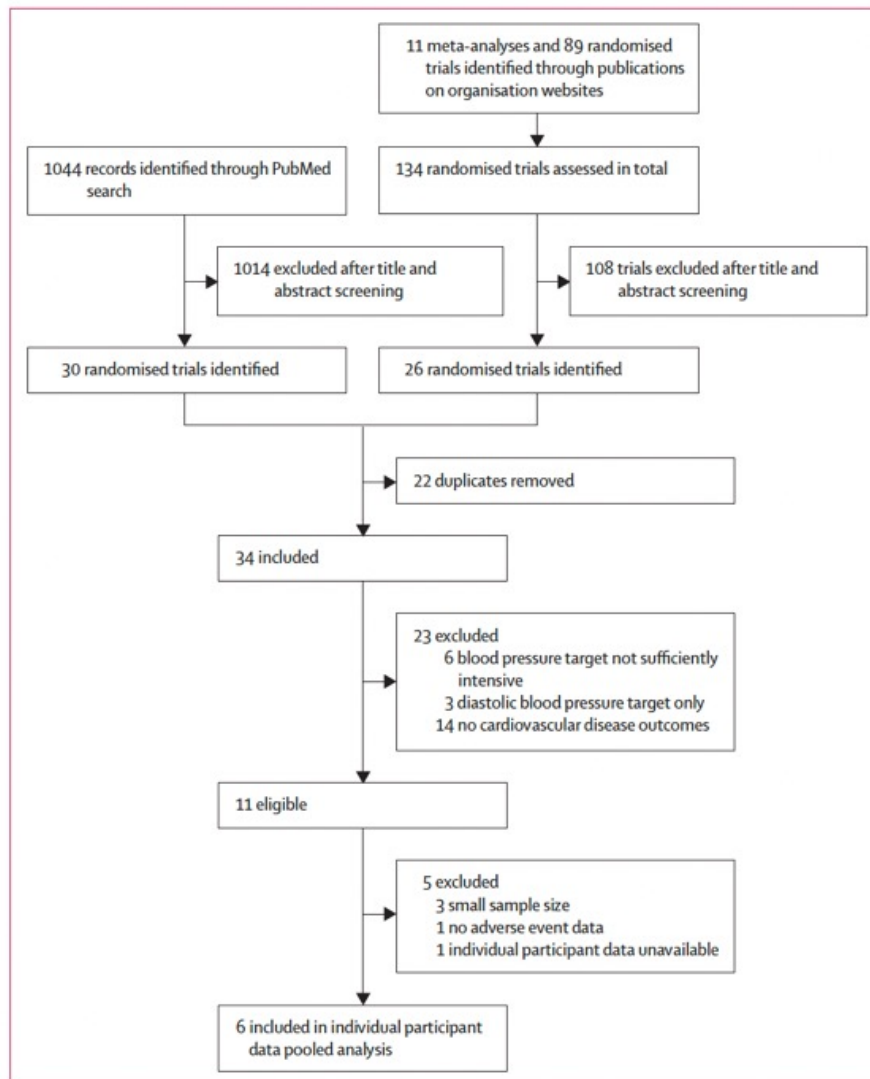 11 meta-analyses and 89 randomised
trials identified through publications
on organisation websites
1044 records identified through PubMed
search
134 randomised trials assessed in total
1014 excluded after title and
abstract screening
108 trials excluded after title and
abstract screening
30 randomised trials identified
26 randomised trials identified
22 duplicates removed
34 included
23 excluded
6 blood pressure target not sufficiently
intensive
3 diastolic blood pressure target only
14 no cardiovascular disease outcomes
11 eligible
5 excluded
3 small sample size
1 no adverse event data
1 individual participant data unavailable
6 included in individual participant
data pooled analysis